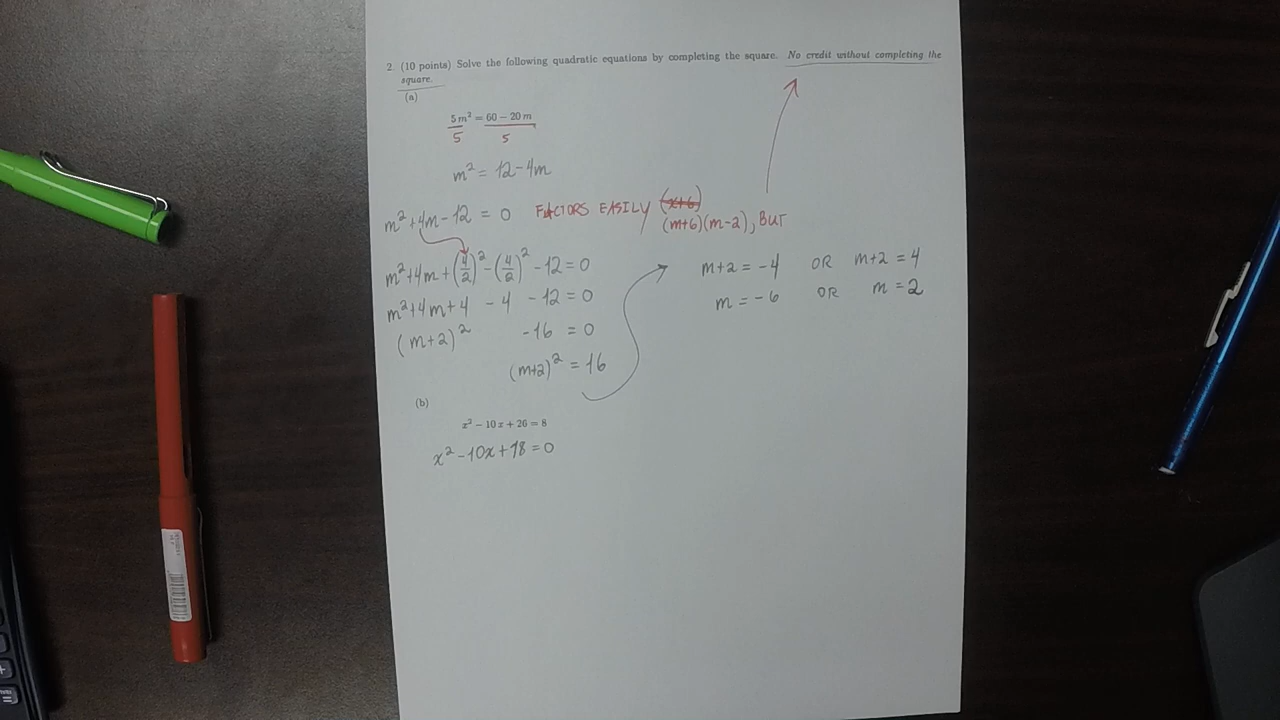 2. (10 points) Solve the following quadratic equations by completing the square. No credit without completing the
square.
(a)
5m² = 60 − 20m
5 5
m² = 12-4m
m²+4m-12 = 0 FACTORS EASILY (x+6)
(m+6)(m-2), BUT
m²+4m+(4/2)²-(4/2)² -12=0
m²+4m+4 -4 -12=0
(m+2)² -16 = 0
(m+2)² = 16
m+2 = -4 OR m+2 = 4
m = -6 OR m = 2
(b)
x² − 10x + 26 = 8
x²-10x+18=0